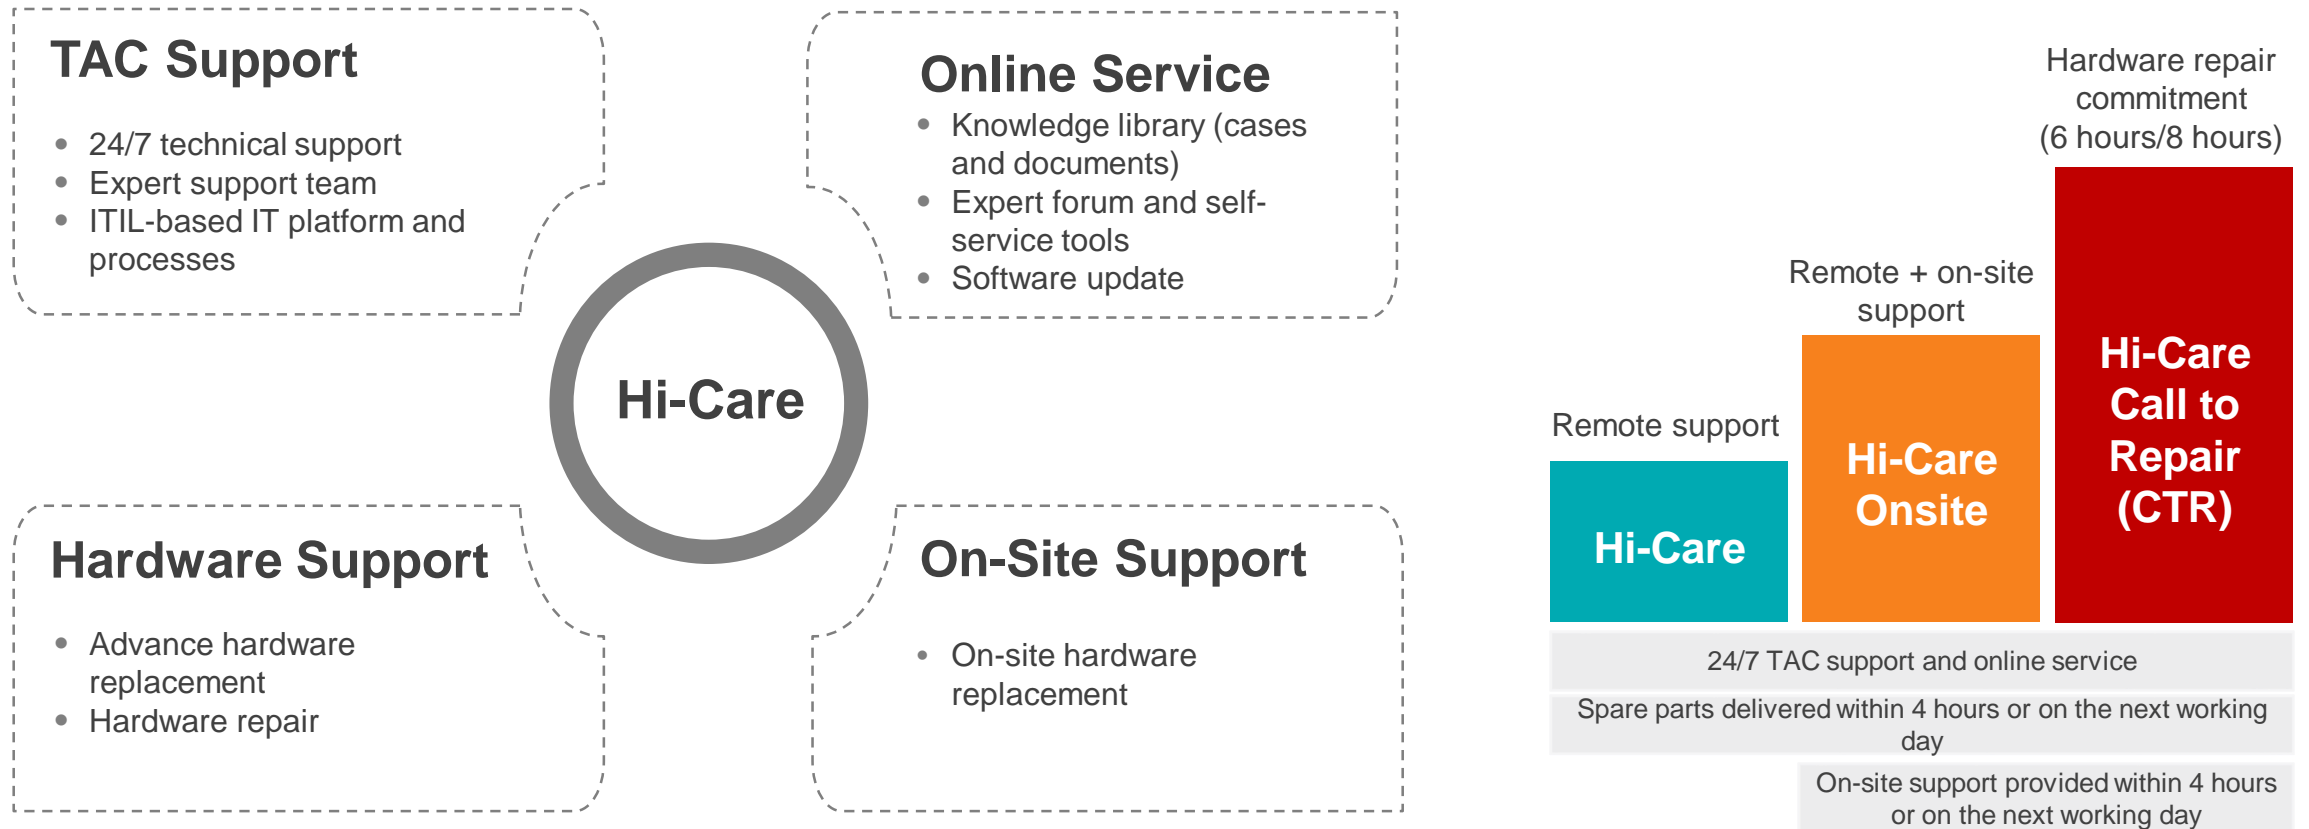 TAC Support
24/7 technical support
Expert support team
ITIL-based IT platform and
processes
Online Service
Knowledge library (cases
and documents)
Expert forum and self-
service tools
Software update
Hi-Care
Hardware Support
Advance hardware
replacement
Hardware repair
On-Site Support
On-site hardware
replacement
Remote support
Hi-Care
Remote + on-site
support
Hi-Care
Onsite
Hardware repair
commitment
(6 hours/8 hours)
Hi-Care
Call to
Repair
(CTR)
24/7 TAC support and online service
Spare parts delivered within 4 hours or on the next working
day
On-site support provided within 4 hours
or on the next working day